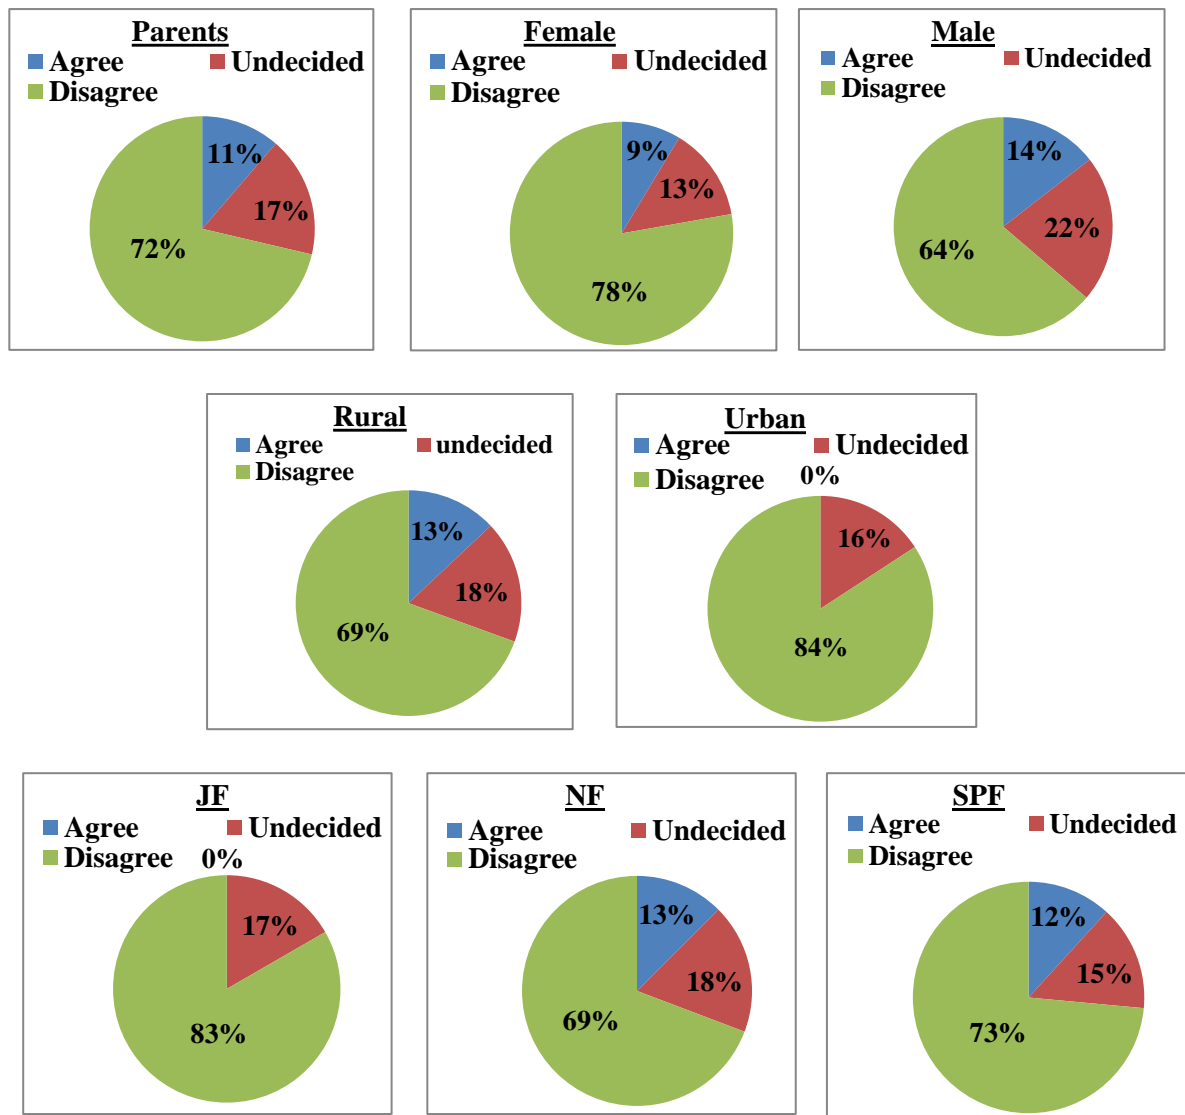 Parents
Agree Undecided
Disagree
11%
17%
72%
Female
Agree Undecided
Disagree
9%
13%
78%
Male
Agree Undecided
Disagree
14%
22%
64%
Rural
Agree undecided
Disagree
13%
18%
69%
Urban
Agree Undecided
Disagree 0%
16%
84%
JF
Agree Undecided
Disagree 0%
17%
83%
NF
Agree Undecided
Disagree
13%
18%
69%
SPF
Agree Undecided
Disagree
12%
15%
73%